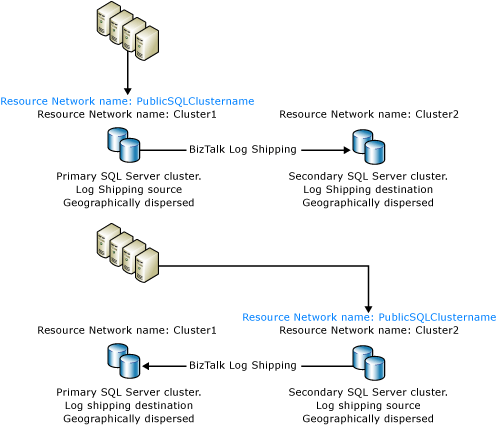 Resource Network name: PublicSQLClustername
Resource Network name: Cluster1
Resource Network name: Cluster2
BizTalk Log Shipping
Primary SQL Server cluster.
Log Shipping source
Geographically dispersed
Secondary SQL Server cluster.
Log Shipping destination
Geographically dispersed
Resource Network name: PublicSQLClustername
Resource Network name: Cluster1
Resource Network name: Cluster2
BizTalk Log Shipping
Primary SQL Server cluster.
Log shipping destination
Geographically dispersed
Secondary SQL Server cluster.
Log shipping source
Geographically dispersed